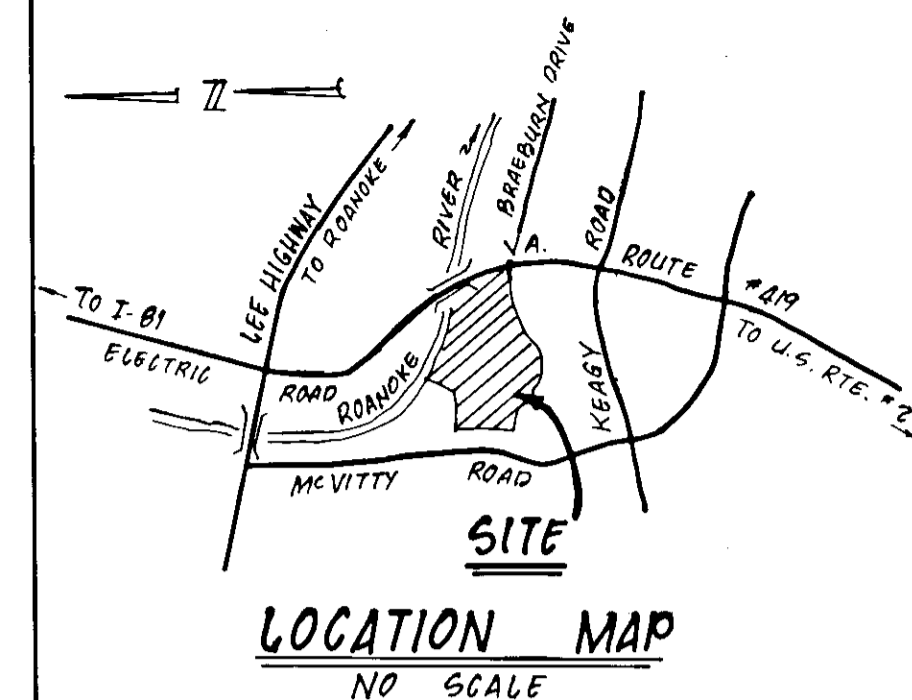 N
BRAEBURN DRIVE
RIVER
LEE HIGHWAY
TO ROANOKE
A.
ROAD
ROUTE
#419
TO I-81
ELECTRIC
ROAD
TO U.S. RTE. #2
ROANOKE
KEAGY
MCVITTY
ROAD
SITE
LOCATION MAP
NO SCALE